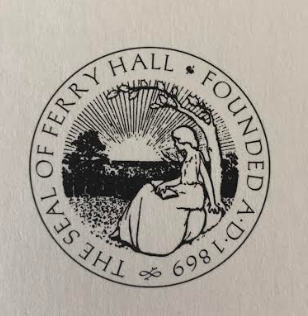 THE SEAL OF FERRY HALL • FOUNDED A·D·1869